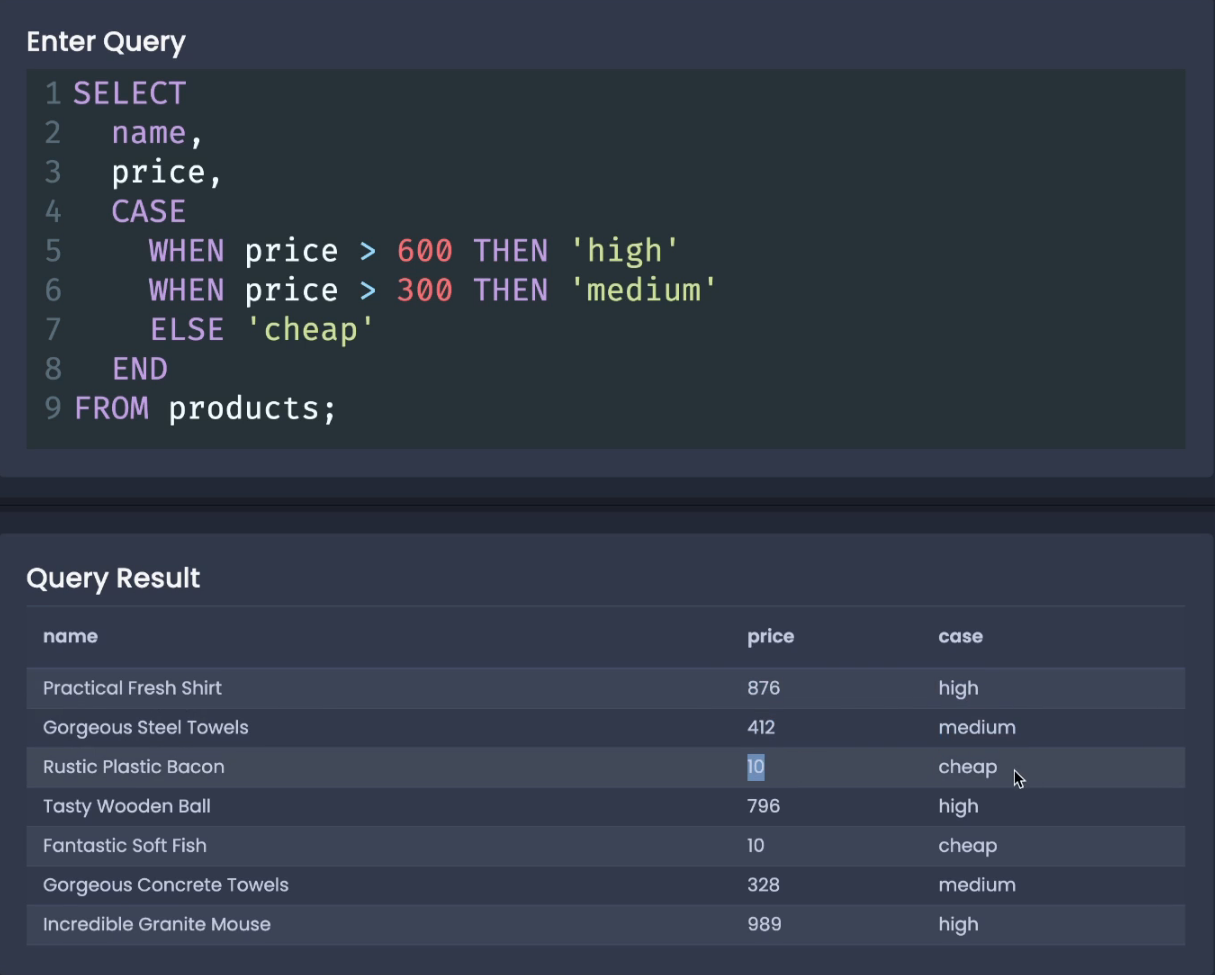 Enter Query
1 SELECT
2   name,
3   price,
4   CASE
5     WHEN price > 600 THEN 'high'
6     WHEN price > 300 THEN 'medium'
7     ELSE 'cheap'
8   END
9 FROM products;
Query Result
name price case
Practical Fresh Shirt 876 high
Gorgeous Steel Towels 412 medium
Rustic Plastic Bacon 10 cheap
Tasty Wooden Ball 796 high
Fantastic Soft Fish 10 cheap
Gorgeous Concrete Towels 328 medium
Incredible Granite Mouse 989 high